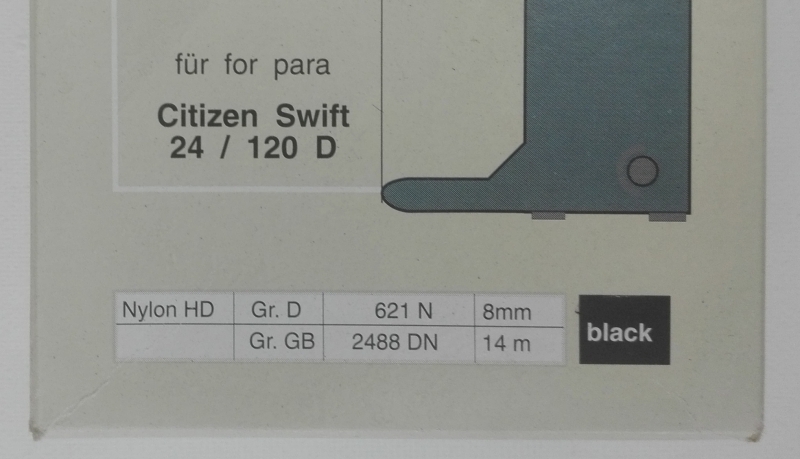 für for para
Citizen Swift
24 / 120 D
Nylon HD Gr. D 621 N 8mm
Gr. GB 2488 DN 14 m
black